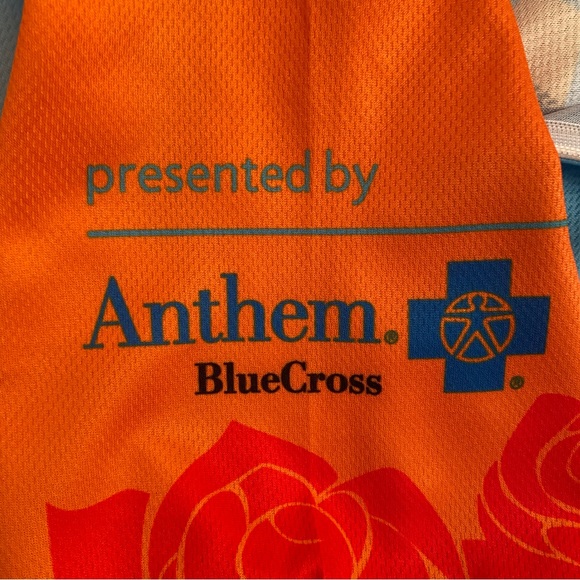 presented by
Anthem.®
BlueCross
®